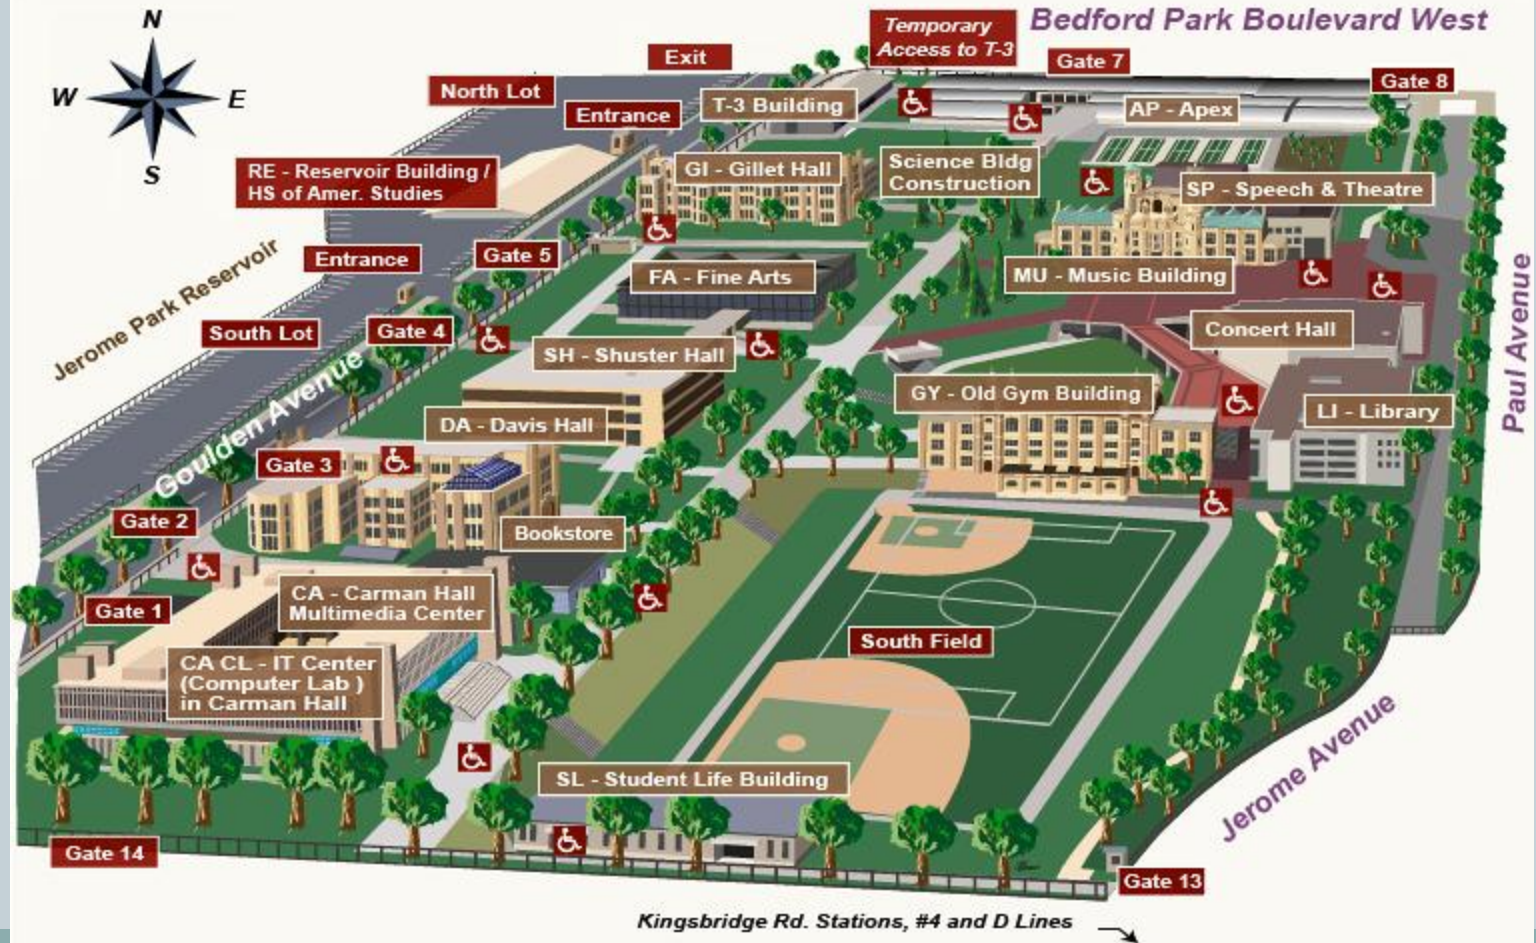 N
W
E
S
Bedford Park Boulevard West
Temporary
Access to T-3
Exit
Gate 7
Gate 8
North Lot
Entrance
T-3 Building
AP - Apex
RE - Reservoir Building /
HS of Amer. Studies
GI - Gillet Hall
Science Bldg
Construction
SP - Speech & Theatre
Entrance
Gate 5
FA - Fine Arts
MU - Music Building
Jerome Park Reservoir
South Lot
Gate 4
SH - Shuster Hall
Concert Hall
Paul Avenue
Goulden Avenue
DA - Davis Hall
GY - Old Gym Building
LI - Library
Gate 3
Gate 2
Bookstore
Gate 1
CA - Carman Hall
Multimedia Center
South Field
CA CL - IT Center
(Computer Lab )
in Carman Hall
SL - Student Life Building
Jerome Avenue
Gate 14
Gate 13
Kingsbridge Rd. Stations, #4 and D Lines